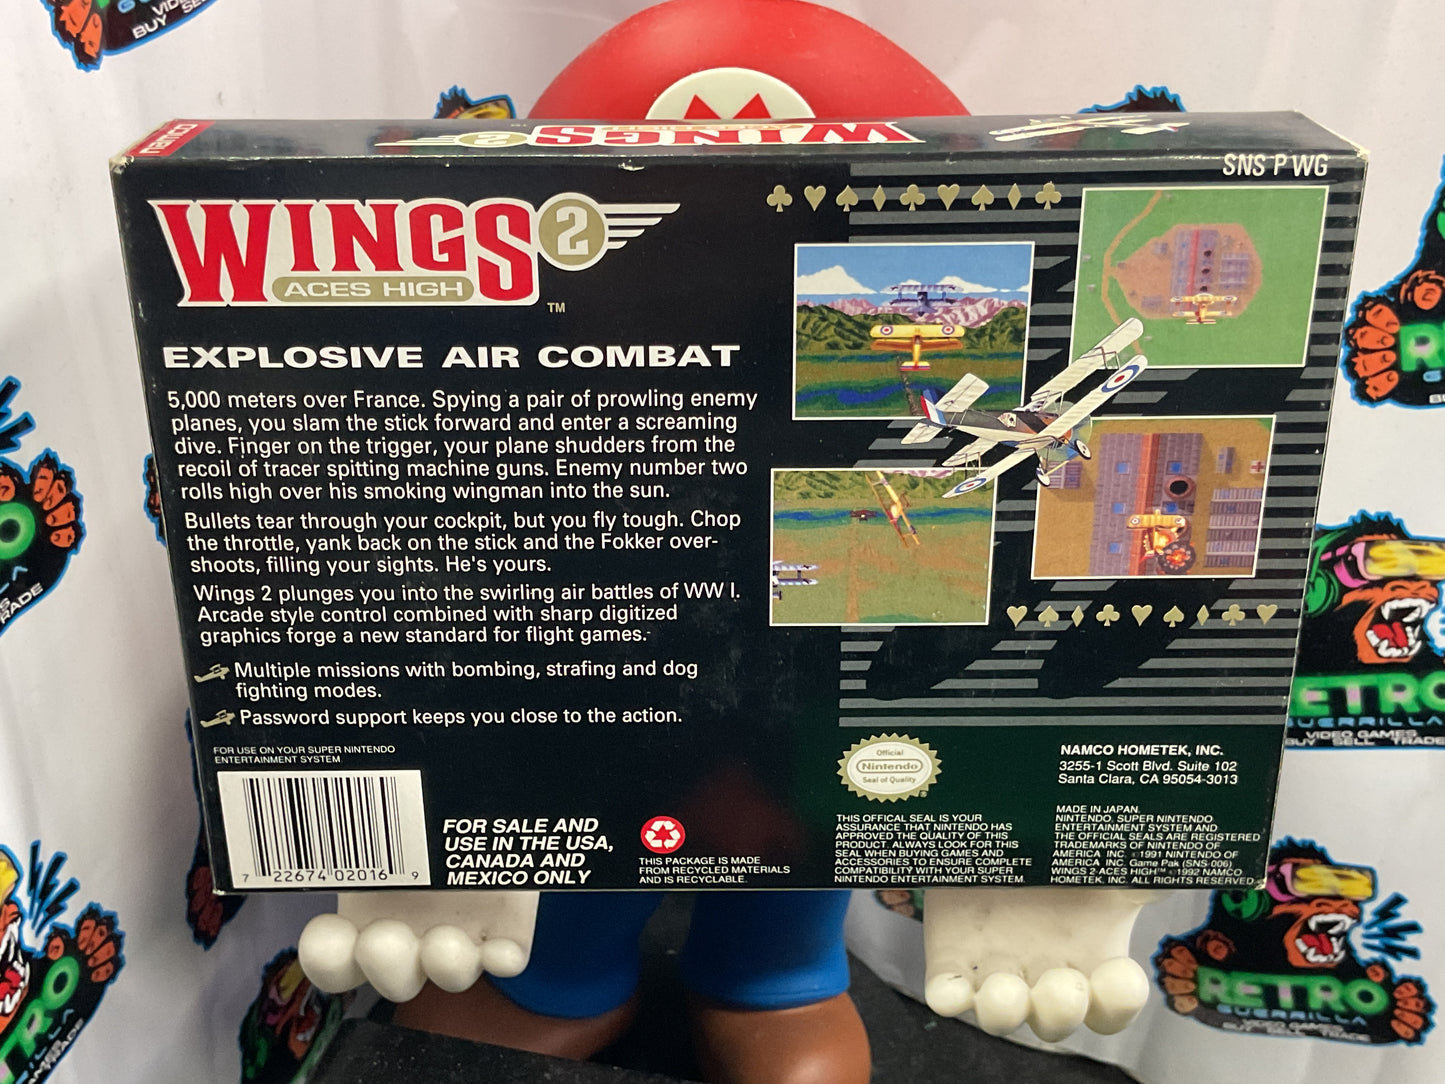 WINGS 2
ACES HIGH
namco
SNS P WG
WINGS 2
ACES HIGH
TM
EXPLOSIVE AIR COMBAT
5,000 meters over France. Spying a pair of prowling enemy
planes, you slam the stick forward and enter a screaming
dive. Finger on the trigger, your plane shudders from the
recoil of tracer spitting machine guns. Enemy number two
rolls high over his smoking wingman into the sun.
Bullets tear through your cockpit, but you fly tough. Chop
the throttle, yank back on the stick and the Fokker over-
shoots, filling your sights. He's yours.
Wings 2 plunges you into the swirling air battles of WW I.
Arcade style control combined with sharp digitized
graphics forge a new standard for flight games.
Multiple missions with bombing, strafing and dog
fighting modes.
Password support keeps you close to the action.
FOR USE ON YOUR SUPER NINTENDO
ENTERTAINMENT SYSTEM
7 22674 02016 9
FOR SALE AND
USE IN THE USA,
CANADA AND
MEXICO ONLY
THIS PACKAGE IS MADE
FROM RECYCLED MATERIALS
AND IS RECYCLABLE.
Official
Nintendo
Seal of Quality
THIS OFFICAL SEAL IS YOUR
ASSURANCE THAT NINTENDO HAS
APPROVED THE QUALITY OF THIS
PRODUCT. ALWAYS LOOK FOR THIS
SEAL WHEN BUYING GAMES AND
ACCESSORIES TO ENSURE COMPLETE
COMPATIBILITY WITH YOUR SUPER
NINTENDO ENTERTAINMENT SYSTEM.
NAMCO HOMETEK, INC.
3255-1 Scott Blvd. Suite 102
Santa Clara, CA 95054-3013
MADE IN JAPAN.
NINTENDO, SUPER NINTENDO
ENTERTAINMENT SYSTEM AND
THE OFFICIAL SEALS ARE REGISTERED
TRADEMARKS OF NINTENDO OF
AMERICA INC. ©1991 NINTENDO OF
AMERICA INC. Game Pak (SNS-006)
WINGS 2-ACES HIGH™ ©1992 NAMCO
HOMETEK, INC. ALL RIGHTS RESERVED.
RETRO
GUERRILLA
VIDEO GAMES
BUY SELL TRADE
RETRO
GUERRILLA
VIDEO GAMES
BUY SELL TRADE